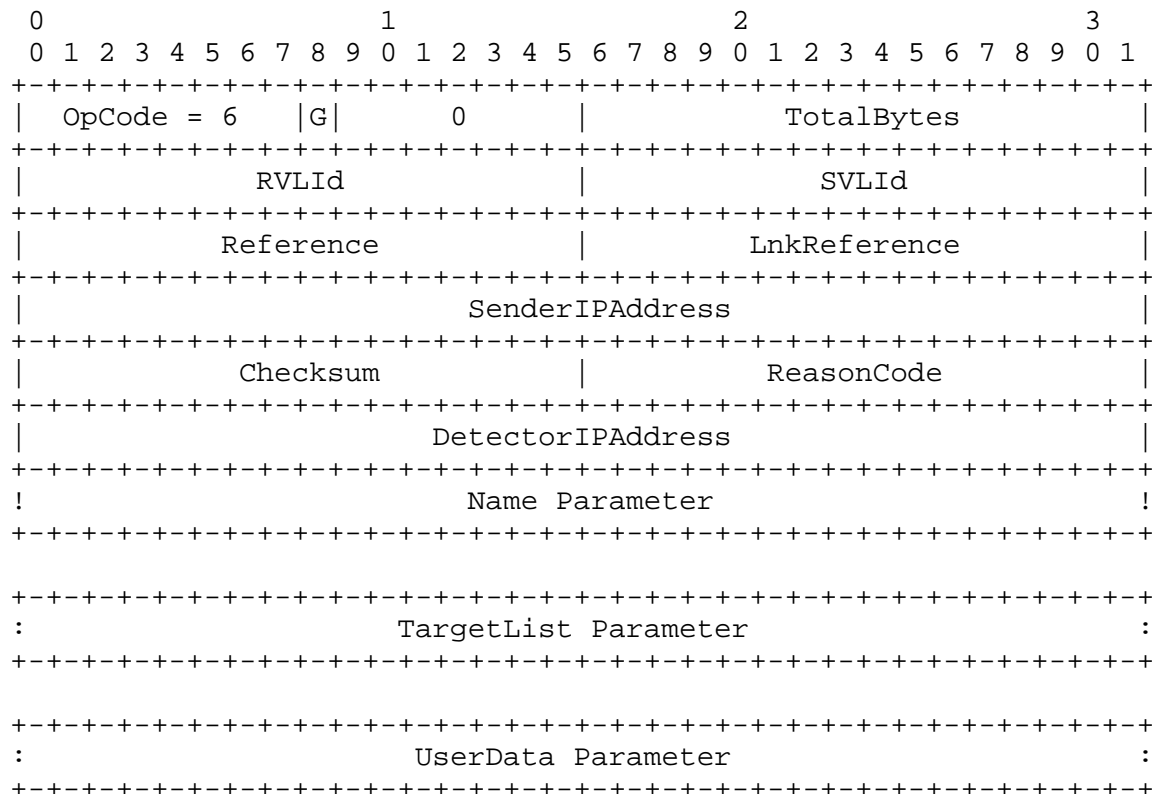 0                   1                   2                   3
 0 1 2 3 4 5 6 7 8 9 0 1 2 3 4 5 6 7 8 9 0 1 2 3 4 5 6 7 8 9 0 1
+-+-+-+-+-+-+-+-+-+-+-+-+-+-+-+-+-+-+-+-+-+-+-+-+-+-+-+-+-+-+-+-+
|  OpCode = 6   |G|      0      |           TotalBytes          |
+-+-+-+-+-+-+-+-+-+-+-+-+-+-+-+-+-+-+-+-+-+-+-+-+-+-+-+-+-+-+-+-+
|             RVLId             |             SVLId             |
+-+-+-+-+-+-+-+-+-+-+-+-+-+-+-+-+-+-+-+-+-+-+-+-+-+-+-+-+-+-+-+-+
|           Reference           |         LnkReference          |
+-+-+-+-+-+-+-+-+-+-+-+-+-+-+-+-+-+-+-+-+-+-+-+-+-+-+-+-+-+-+-+-+
|                         SenderIPAddress                       |
+-+-+-+-+-+-+-+-+-+-+-+-+-+-+-+-+-+-+-+-+-+-+-+-+-+-+-+-+-+-+-+-+
|            Checksum           |          ReasonCode           |
+-+-+-+-+-+-+-+-+-+-+-+-+-+-+-+-+-+-+-+-+-+-+-+-+-+-+-+-+-+-+-+-+
|                       DetectorIPAddress                       |
+-+-+-+-+-+-+-+-+-+-+-+-+-+-+-+-+-+-+-+-+-+-+-+-+-+-+-+-+-+-+-+-+
!                         Name Parameter                        !
+-+-+-+-+-+-+-+-+-+-+-+-+-+-+-+-+-+-+-+-+-+-+-+-+-+-+-+-+-+-+-+-+

+-+-+-+-+-+-+-+-+-+-+-+-+-+-+-+-+-+-+-+-+-+-+-+-+-+-+-+-+-+-+-+-+
:                     TargetList Parameter                      :
+-+-+-+-+-+-+-+-+-+-+-+-+-+-+-+-+-+-+-+-+-+-+-+-+-+-+-+-+-+-+-+-+

+-+-+-+-+-+-+-+-+-+-+-+-+-+-+-+-+-+-+-+-+-+-+-+-+-+-+-+-+-+-+-+-+
:                      UserData Parameter                       :
+-+-+-+-+-+-+-+-+-+-+-+-+-+-+-+-+-+-+-+-+-+-+-+-+-+-+-+-+-+-+-+-+